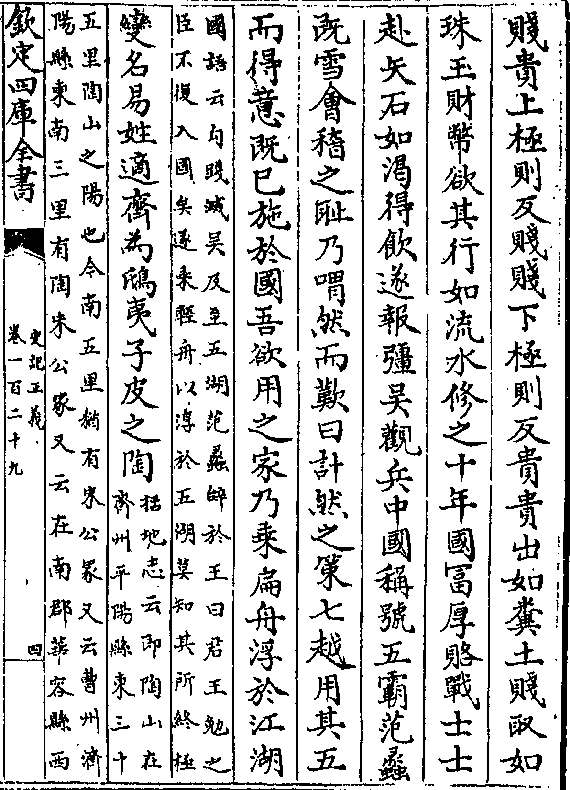 賤貴上極則反賤賤下極則反貴貴出如糞土賤取如
珠玉財幣欲其行如流水修之十年國富厚賂戰士士
赴矢石如渴得飲遂報彊吴觀兵中國稱號五霸范蠡
既雪會稽之恥乃喟然而歎曰計然之策七越用其五
而得意既已施於國吾欲用之家乃乘扁舟浮於江湖
國語云勾踐滅吴反至五湖范蠡辭於王曰君王勉之
臣不復入國矣遂乘輕舟以浮於五湖莫知其所終極
變名易姓適齊為鴟夷子皮之陶
括地志云即陶山在
齊州平陽縣東三十
五里陶山之陽也今南五里猶有朱公冢又云曹州濟
陽縣東南三里有陶朱公冢又云在南郡華容縣西
欽定四庫全書
史記正義
卷一百二十九
四